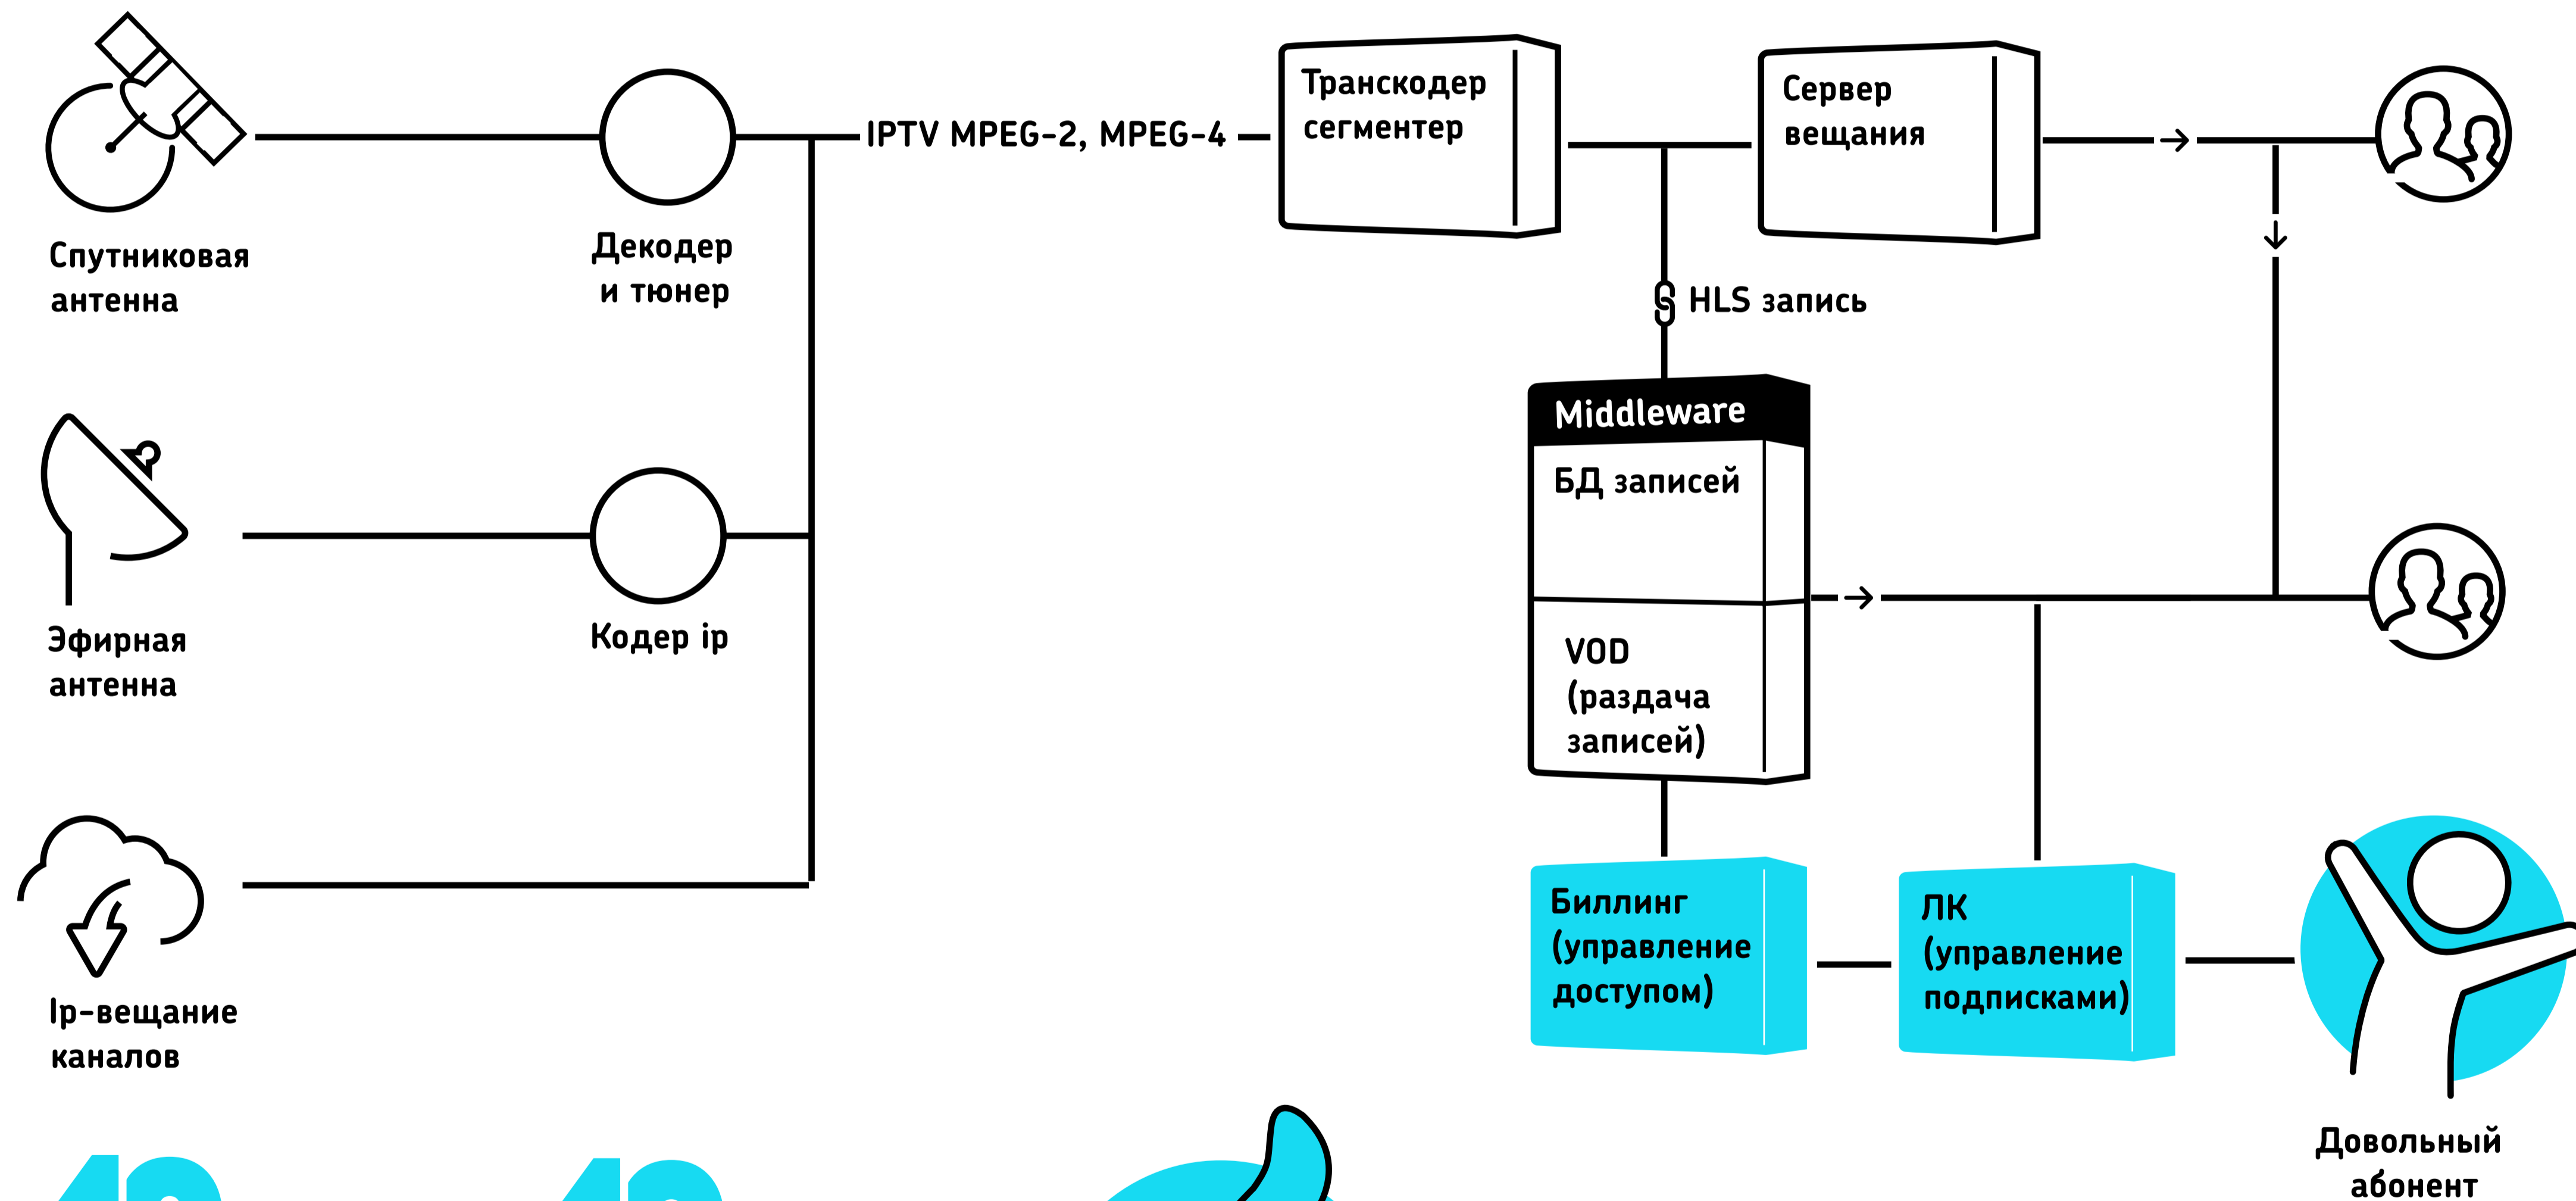 IPTV MPEG-2, MPEG-4
Транскодер
сегментер
Сервер
вещания
Спутниковая
антенна
Декодер
и тюнер
HLS запись
Middleware
БД записей
VOD
(раздача
записей)
Эфирная
антенна
Кодер ip
Биллинг
(управление
доступом)
ЛК
(управление
подписками)
Ip-вещание
каналов
Довольный
абонент